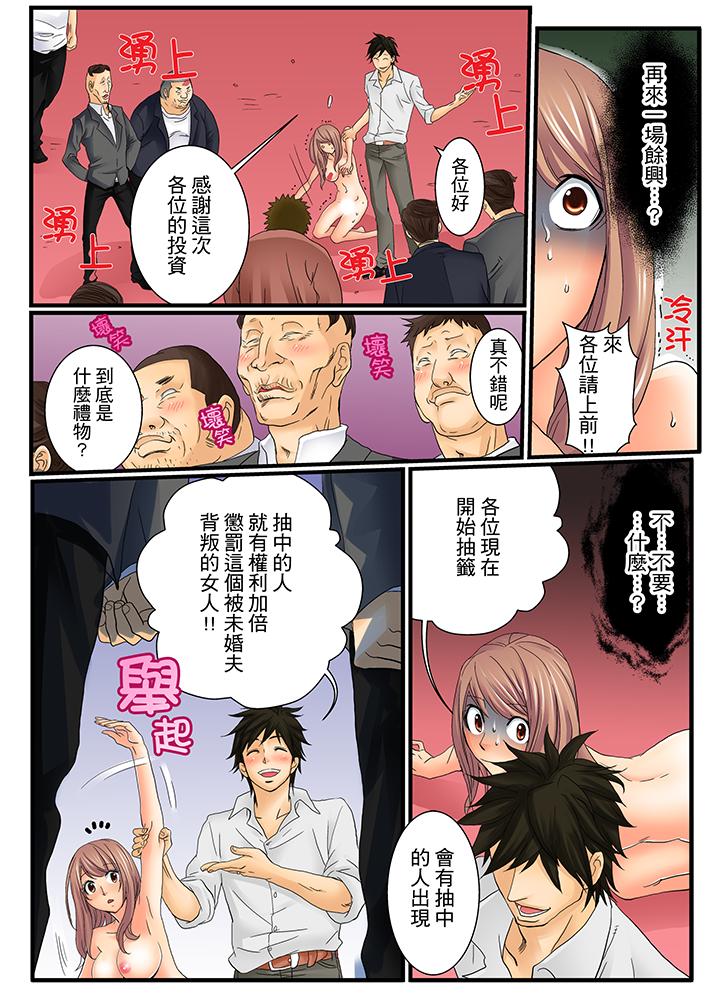 再來一場餘興…？
冷汗
來
各位請上前!!
湧上
湧上
各位好
感謝這次
各位的投資
湧上
湧上
真不錯呢
壞笑
壞笑
壞笑
到底是
什麼禮物？
不…不要…
…什麼…？
各位現在
開始抽籤
會有抽中
的人出現
抽中的人
就有權利加倍
懲罰這個被未婚夫
背叛的女人!!
舉起